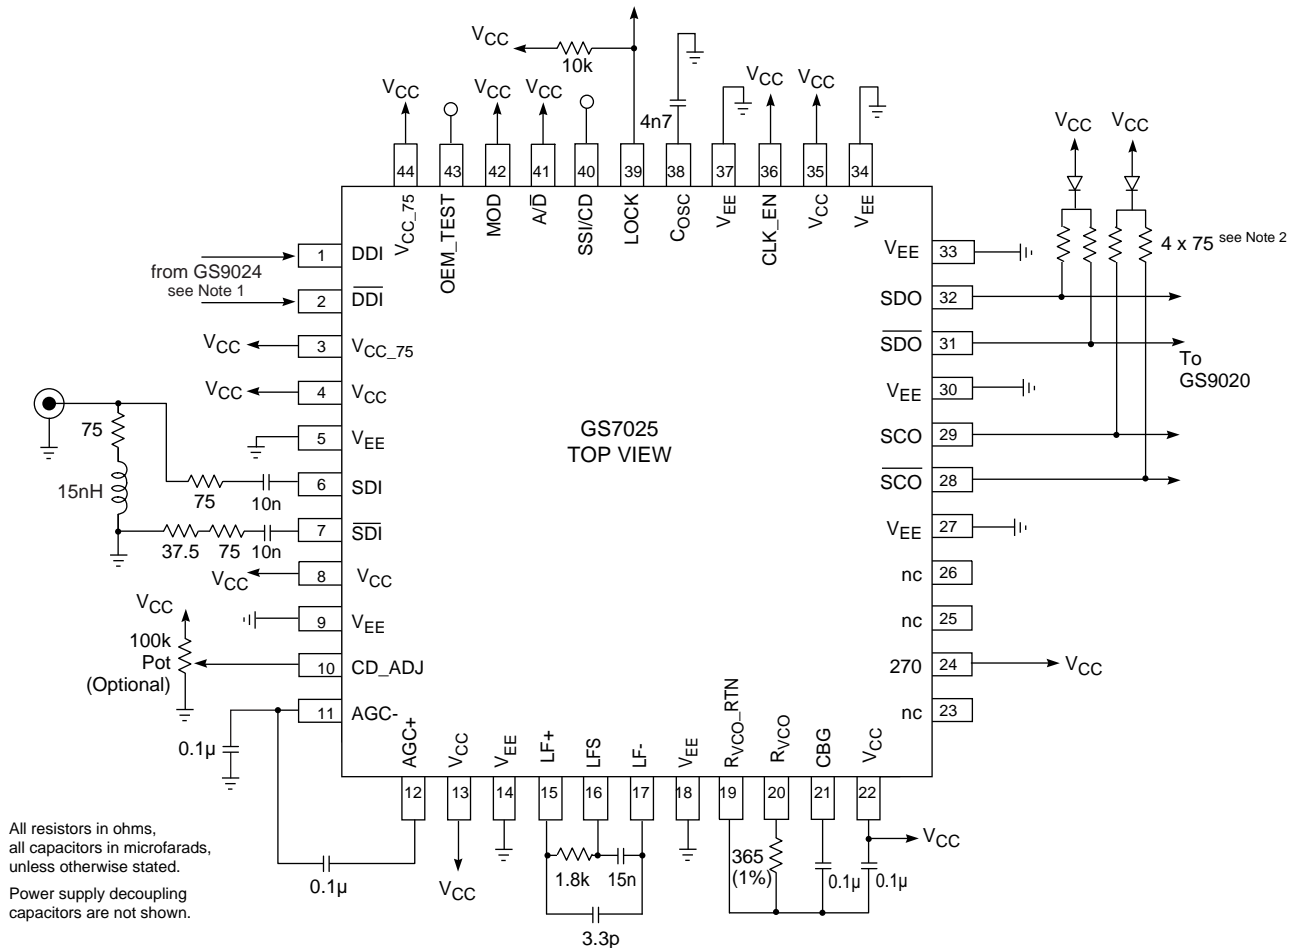 VCC
10k
4n7
VCC
VCC
VCC
VCC
VCC
VCC
VCC
44
43
42
41
40
39
38
37
36
35
34
VCC_75
OEM_TEST
MOD
A/D̅
SSI/CD
LOCK
COSC
VEE
CLK_EN
VCC
VEE
from GS9024
see Note 1
1
DDI
2
D̅D̅I̅
VCC
3
VCC_75
VCC
4
VCC
5
VEE
75
15nH
75
10n
6
SDI
37.5
75
10n
7
S̅D̅I̅
VCC
8
VCC
9
VEE
VCC
100k
Pot
(Optional)
10
CD_ADJ
11
AGC-
0.1µ
GS7025
TOP VIEW
VEE
33
4 x 75 see Note 2
SDO
32
S̅D̅O̅
31
To
GS9020
VEE
30
SCO
29
S̅C̅O̅
28
VEE
27
nc
26
nc
25
270
24
VCC
nc
23
AGC+
VCC
VEE
LF+
LFS
LF-
VEE
RVCO_RTN
RVCO
CBG
VCC
12
13
14
15
16
17
18
19
20
21
22
0.1µ
VCC
1.8k
15n
3.3p
365
(1%)
0.1µ
0.1µ
VCC
All resistors in ohms,
all capacitors in microfarads,
unless otherwise stated.
Power supply decoupling
capacitors are not shown.